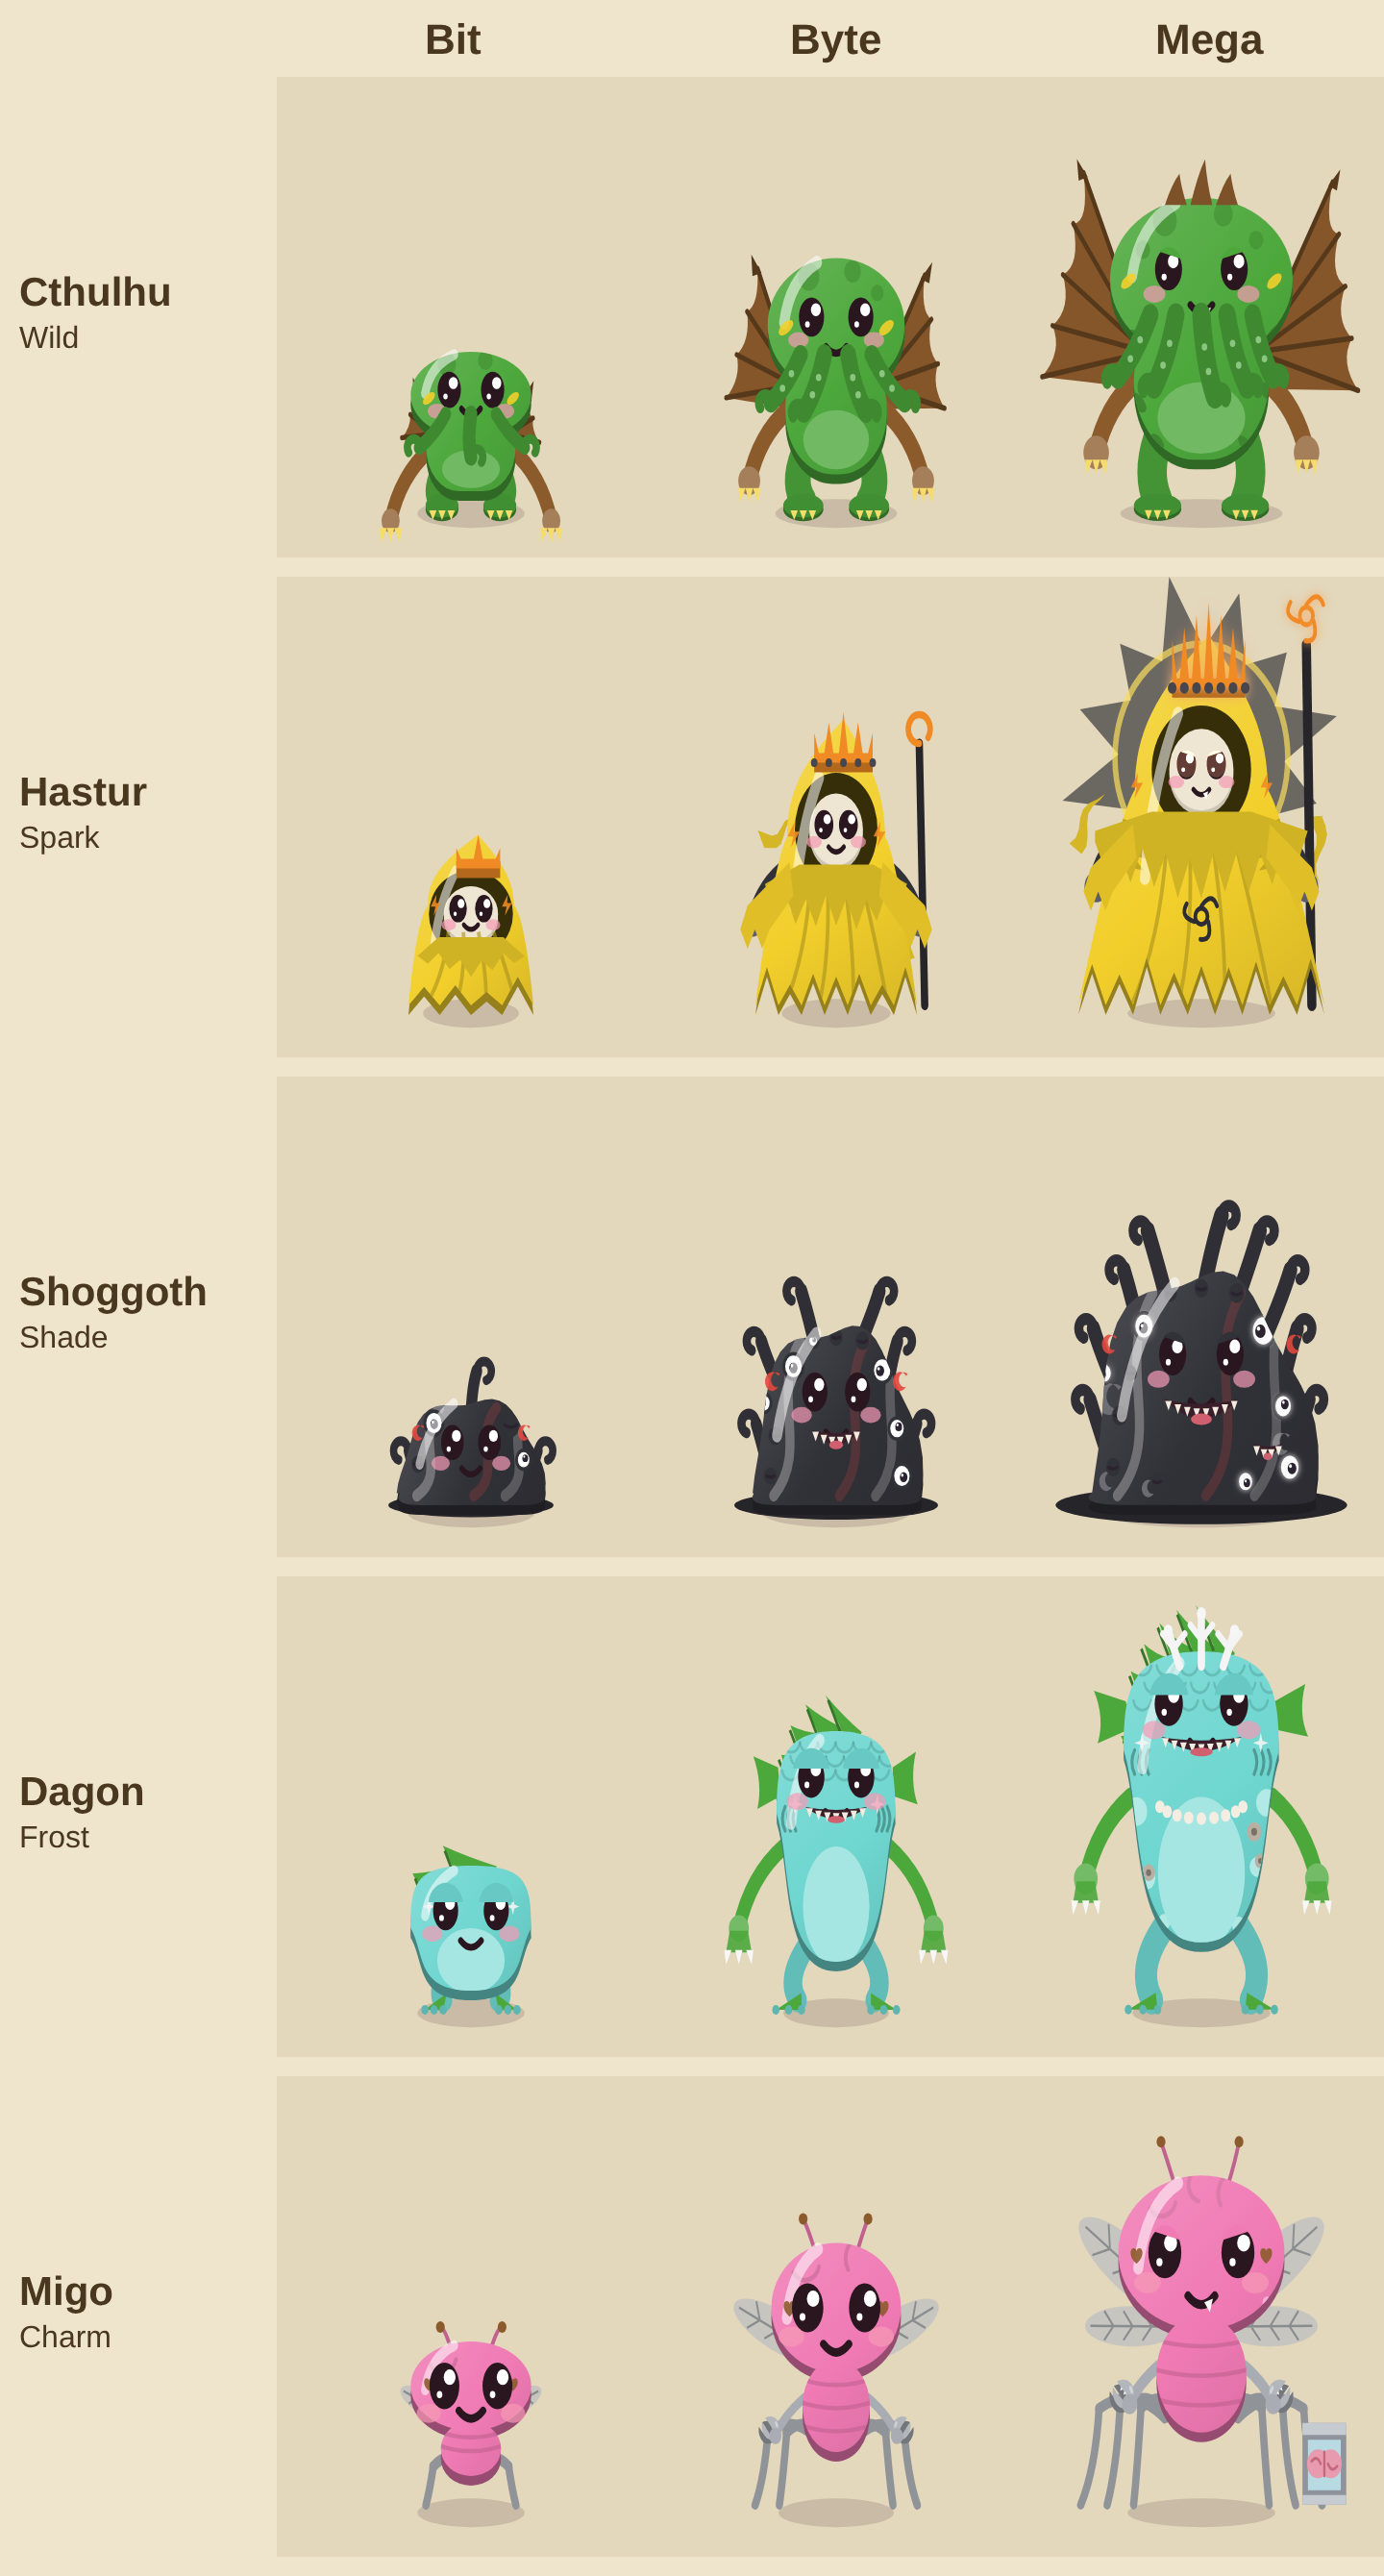 Bit Byte Mega
Cthulhu
Wild
Hastur
Spark
Shoggoth
Shade
Dagon
Frost
Migo
Charm